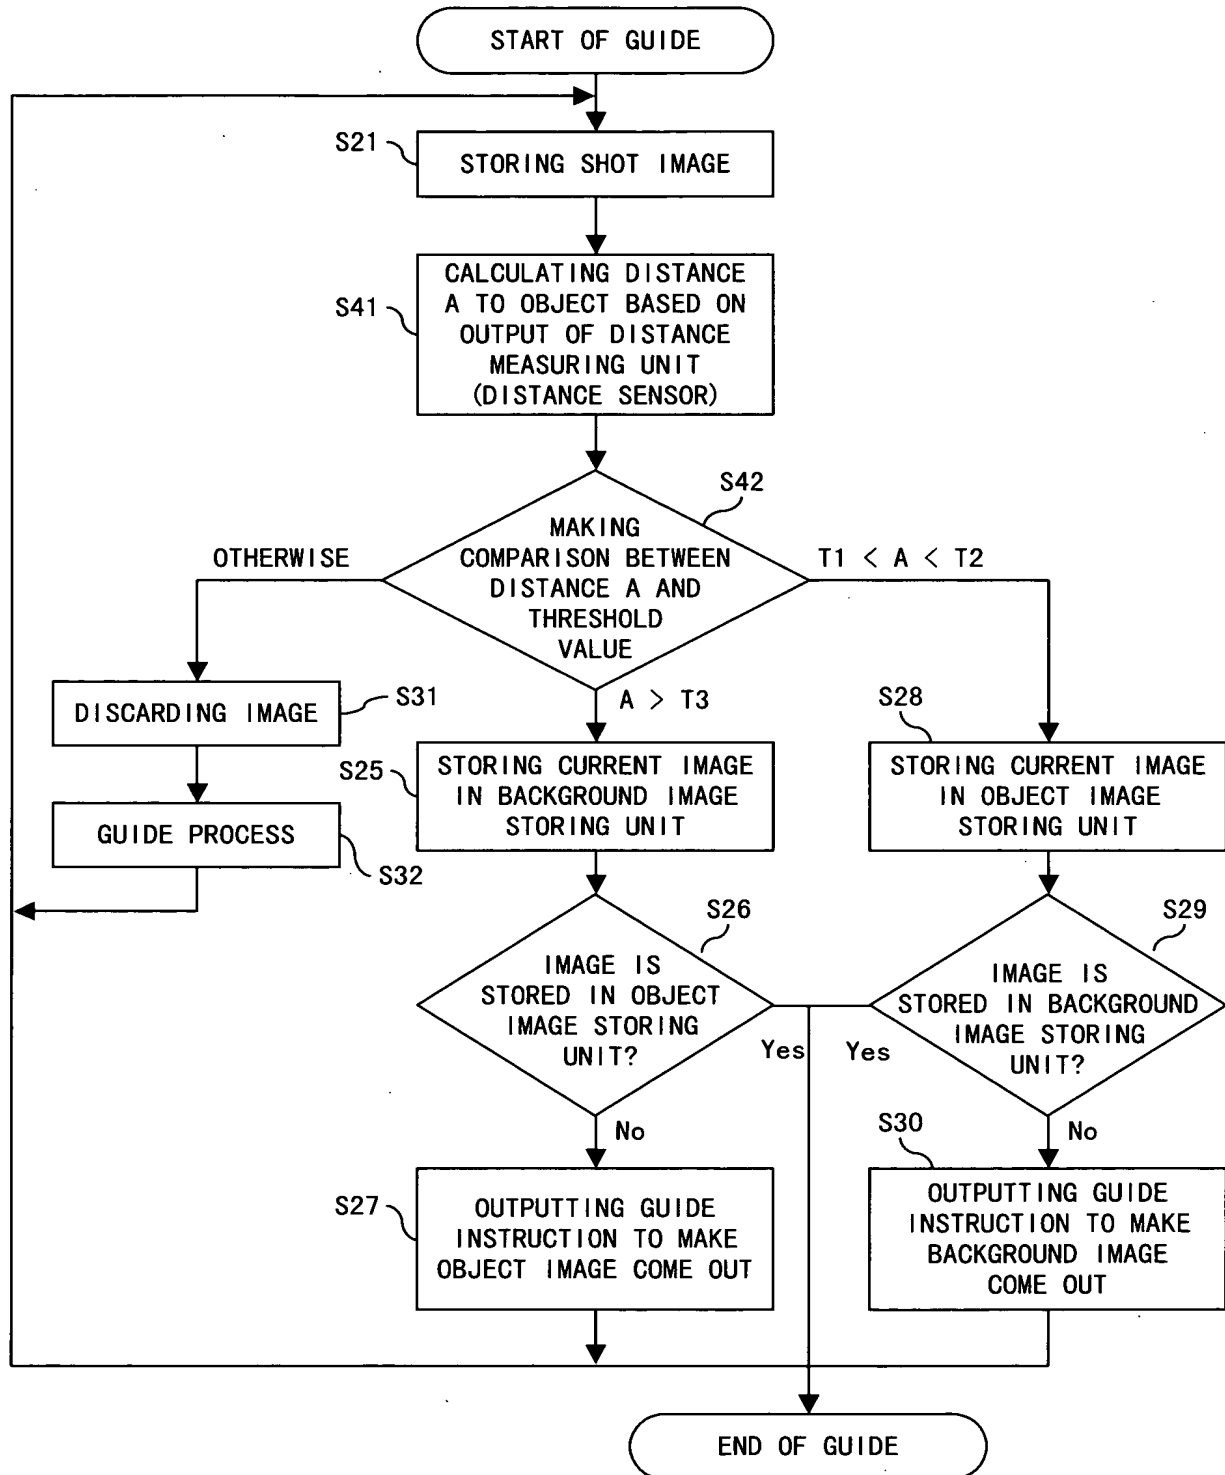 START OF GUIDE
S21
STORING SHOT IMAGE
S41
CALCULATING DISTANCE
A TO OBJECT BASED ON
OUTPUT OF DISTANCE
MEASURING UNIT
(DISTANCE SENSOR)
S42
MAKING
COMPARISON BETWEEN
DISTANCE A AND
THRESHOLD
VALUE
OTHERWISE
T1 < A < T2
A > T3
S31
DISCARDING IMAGE
S32
GUIDE PROCESS
S25
STORING CURRENT IMAGE
IN BACKGROUND IMAGE
STORING UNIT
S28
STORING CURRENT IMAGE
IN OBJECT IMAGE
STORING UNIT
S26
IMAGE IS
STORED IN OBJECT
IMAGE STORING
UNIT?
Yes
No
S29
IMAGE IS
STORED IN BACKGROUND
IMAGE STORING
UNIT?
Yes
No
S27
OUTPUTTING GUIDE
INSTRUCTION TO MAKE
OBJECT IMAGE COME OUT
S30
OUTPUTTING GUIDE
INSTRUCTION TO MAKE
BACKGROUND IMAGE
COME OUT
END OF GUIDE